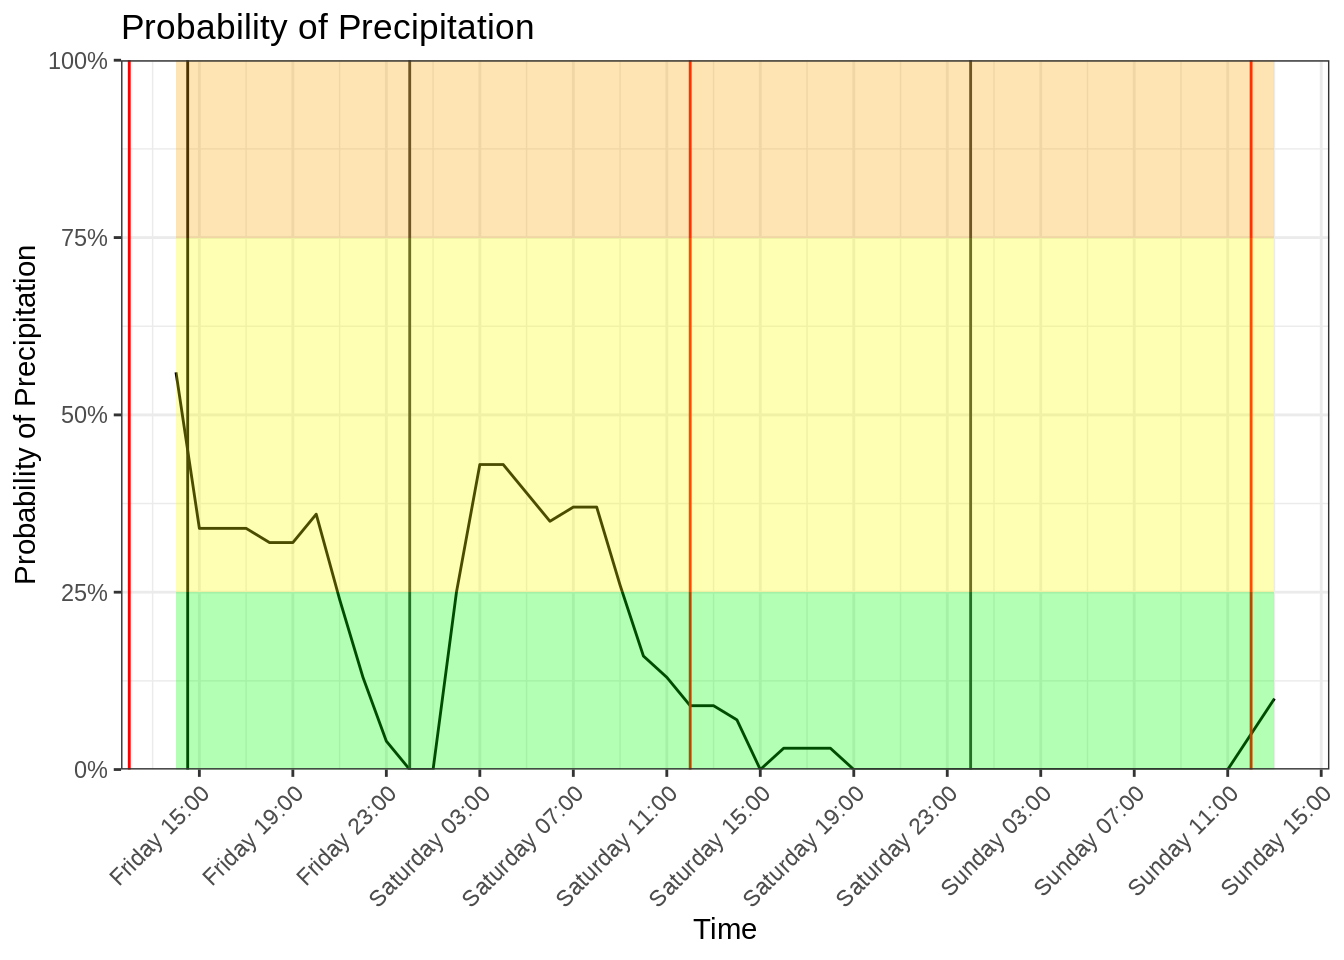 Probability of Precipitation
Probability of Precipitation
100%
75%
50%
25%
0%
Friday 15:00
Friday 19:00
Friday 23:00
Saturday 03:00
Saturday 07:00
Saturday 11:00
Saturday 15:00
Saturday 19:00
Saturday 23:00
Sunday 03:00
Sunday 07:00
Sunday 11:00
Sunday 15:00
Time